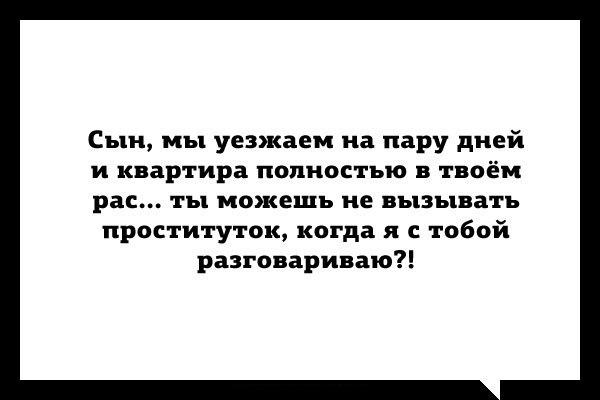 Сын, мы уезжаем на пару дней
и квартира полностью в твоём
рас... ты можешь не вызывать
проституток, когда я с тобой
разговариваю?!